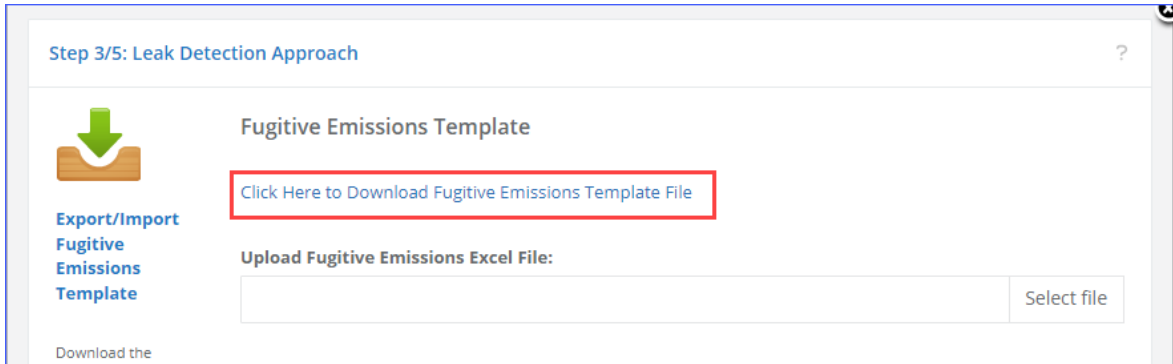 Step 3/5: Leak Detection Approach
?
Fugitive Emissions Template
Click Here to Download Fugitive Emissions Template File
Export/Import
Fugitive
Emissions
Template
Upload Fugitive Emissions Excel File:
Select file
Download the